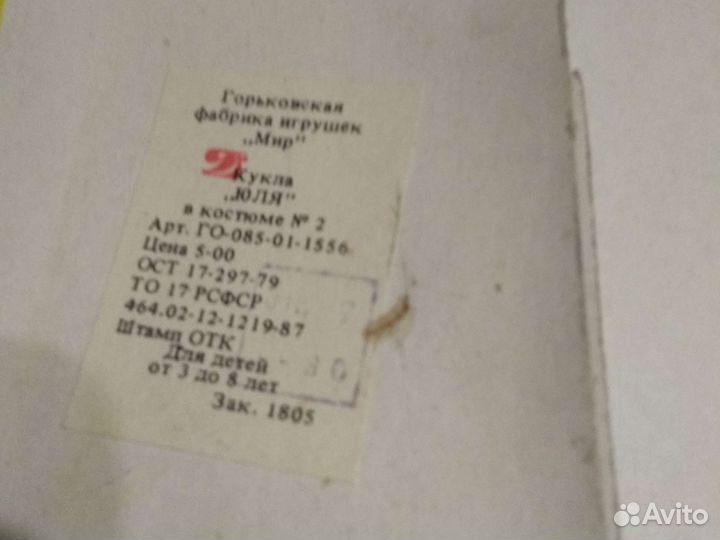 Горьковская
фабрика игрушек
„Мир"
Кукла
„ЮЛЯ"
в костюме № 2
Арт. ГО-085-01-1556
Цена 5-00
ОСТ 17-297-79
ТО 17 РСФСР
464.02-12-1219-87
Штамп ОТК
Для детей
от 3 до 8 лет
Зак. 1805
Avito